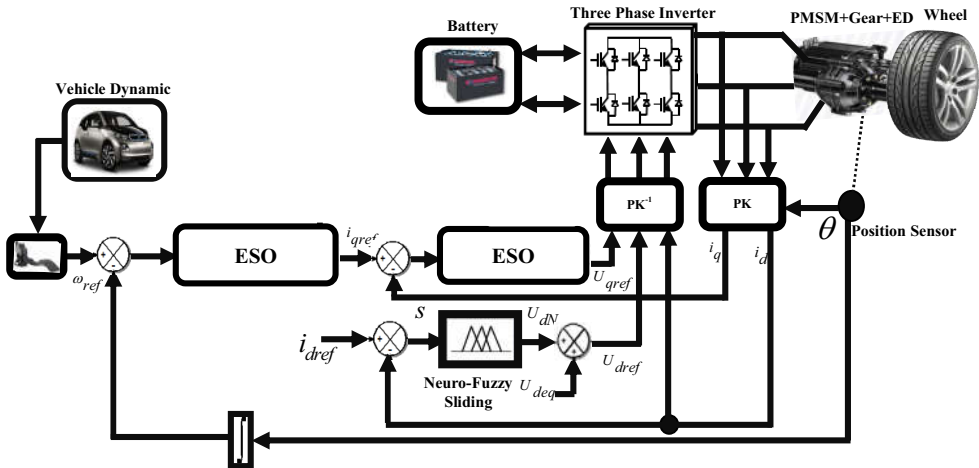 Three Phase Inverter
PMSM+Gear+ED
Wheel
Battery
Vehicle Dynamic
PK⁻¹
PK
θ
Position Sensor
ESO
i_qref
ESO
ω_ref
U_qref
i_q
i_d
s
U_dN
i_dref
U_dref
Neuro-Fuzzy
Sliding
U_deq